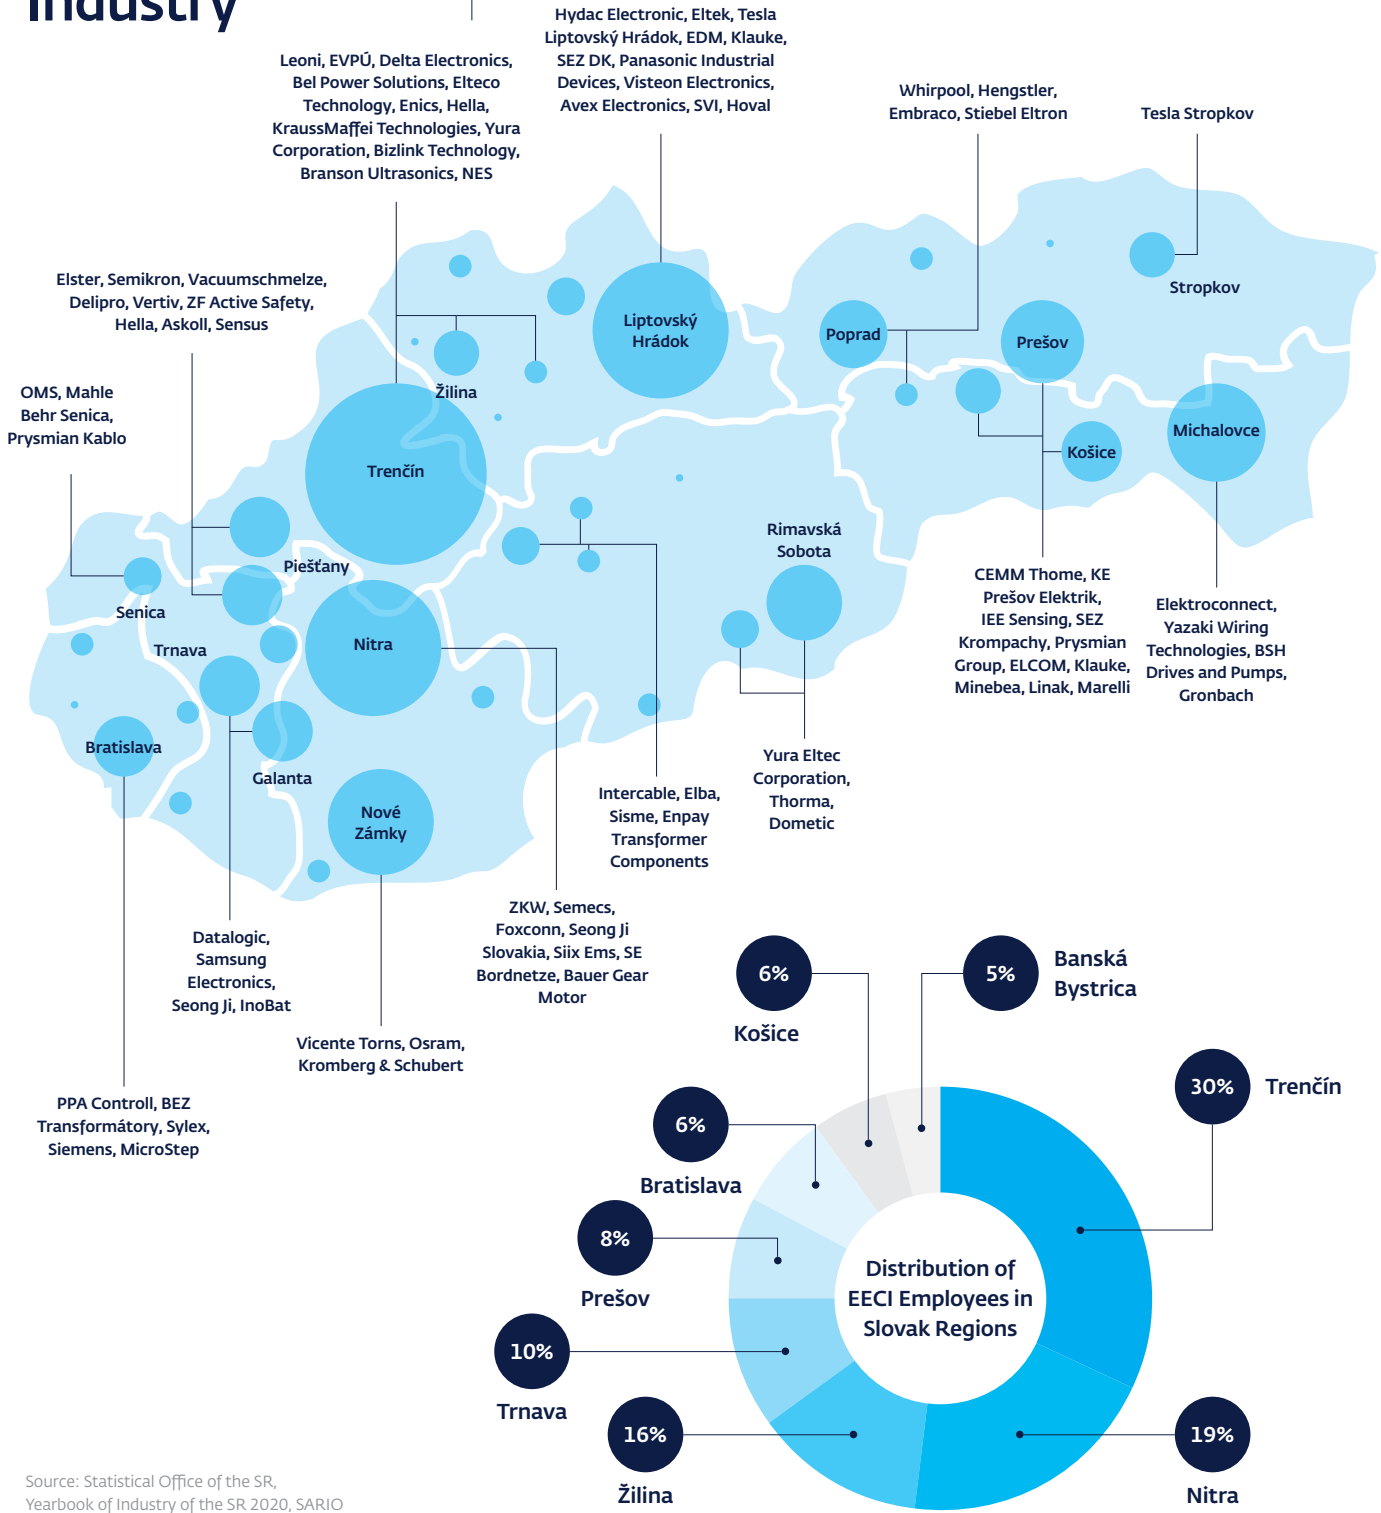 Industry
Hydac Electronic, Eltek, Tesla
Liptovský Hrádok, EDM, Klauke,
SEZ DK, Panasonic Industrial
Devices, Visteon Electronics,
Avex Electronics, SVI, Hoval
Leoni, EVPÚ, Delta Electronics,
Bel Power Solutions, Elteco
Technology, Enics, Hella,
KraussMaffei Technologies, Yura
Corporation, Bizlink Technology,
Branson Ultrasonics, NES
Whirpool, Hengstler,
Embraco, Stiebel Eltron
Tesla Stropkov
Elster, Semikron, Vacuumschmelze,
Delipro, Vertiv, ZF Active Safety,
Hella, Askoll, Sensus
OMS, Mahle
Behr Senica,
Prysmian Kablo
Stropkov
Liptovský
Hrádok
Poprad
Prešov
Žilina
Michalovce
Košice
Trenčín
Rimavská
Sobota
Piešťany
Senica
Trnava
Nitra
Bratislava
Galanta
Nové
Zámky
CEMM Thome, KE
Prešov Elektrik,
IEE Sensing, SEZ
Krompachy, Prysmian
Group, ELCOM, Klauke,
Minebea, Linak, Marelli
Elektroconnect,
Yazaki Wiring
Technologies, BSH
Drives and Pumps,
Gronbach
Yura Eltec
Corporation,
Thorma,
Dometic
Intercable, Elba,
Sisme, Enpay
Transformer
Components
ZKW, Semecs,
Foxconn, Seong Ji
Slovakia, Siix Ems, SE
Bordnetze, Bauer Gear
Motor
Datalogic,
Samsung
Electronics,
Seong Ji, InoBat
Vicente Torns, Osram,
Kromberg & Schubert
PPA Controll, BEZ
Transformátory, Sylex,
Siemens, MicroStep
6%
Košice
5%
Banská
Bystrica
30%
Trenčín
6%
Bratislava
8%
Prešov
Distribution of
EECI Employees in
Slovak Regions
10%
Trnava
16%
Žilina
19%
Nitra
Source: Statistical Office of the SR,
Yearbook of Industry of the SR 2020, SARIO